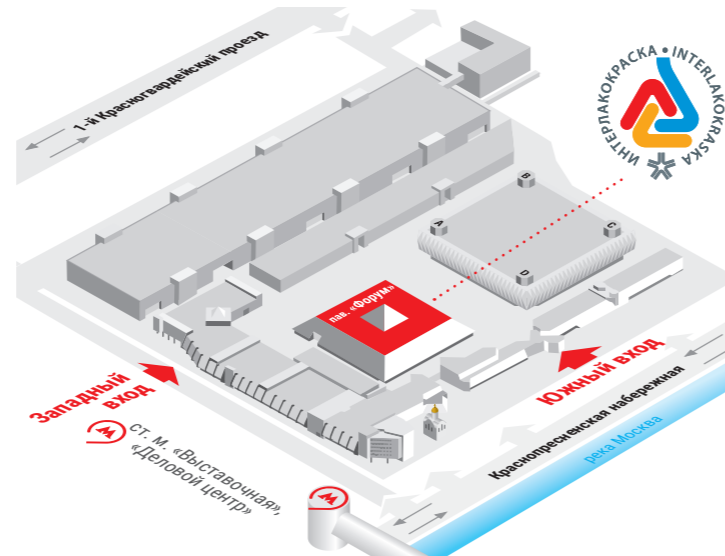 1-й Красногвардейский проезд
ИНТЕРЛАКОКРАСКА • INTERLAKOKRASKA
B
A
C
D
пав. «Форум»
Западный
вход
Южный вход
ст. м. «Выставочная»,
«Деловой центр»
Краснопресненская набережная
река Москва